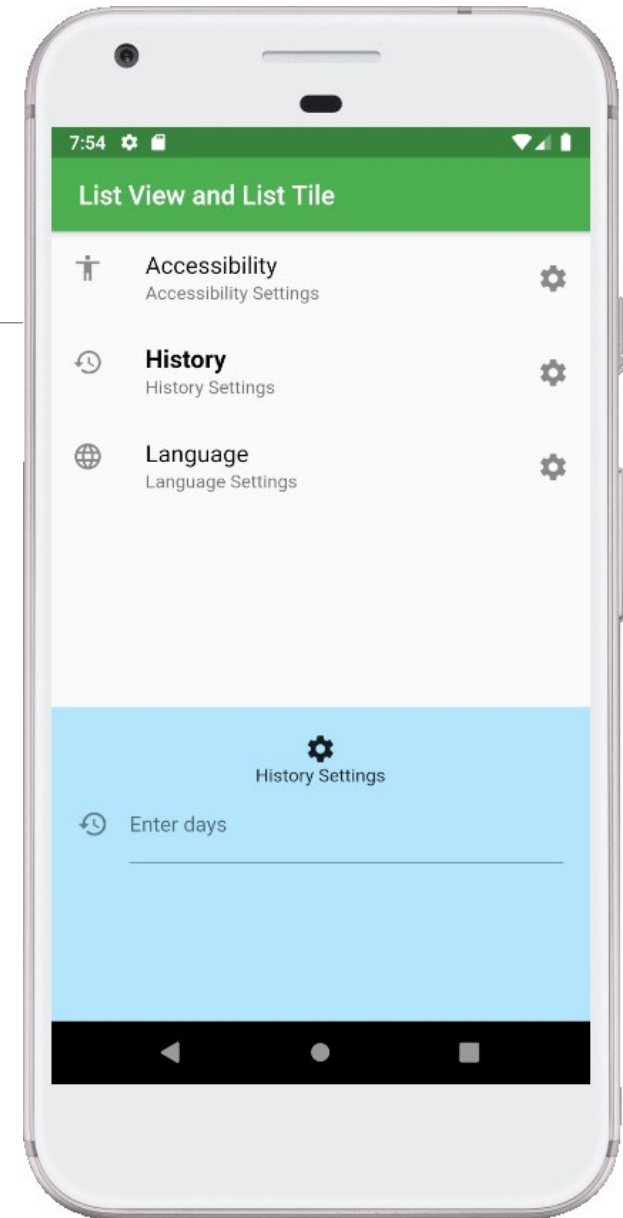 7:54
List View and List Tile
Accessibility
Accessibility Settings
History
History Settings
Language
Language Settings
History Settings
Enter days